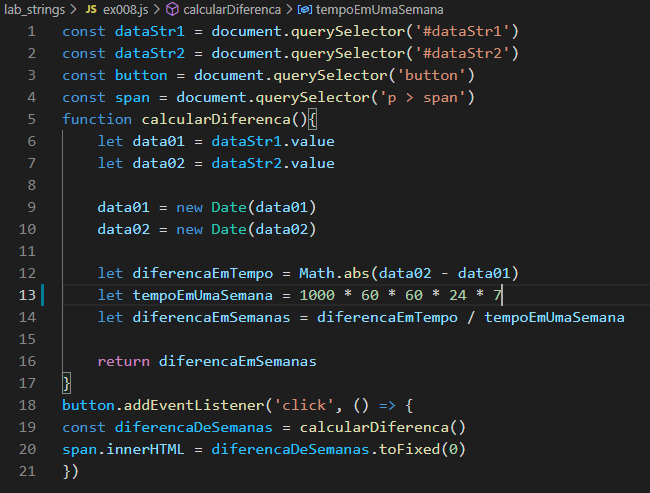 lab_strings > JS ex008.js > calcularDiferenca > tempoEmUmaSemana
1 const dataStr1 = document.querySelector('#dataStr1')
2 const dataStr2 = document.querySelector('#dataStr2')
3 const button = document.querySelector('button')
4 const span = document.querySelector('p > span')
5 function calcularDiferenca(){
6     let data01 = dataStr1.value
7     let data02 = dataStr2.value
8
9     data01 = new Date(data01)
10     data02 = new Date(data02)
11
12     let diferencaEmTempo = Math.abs(data02 - data01)
13     let tempoEmUmaSemana = 1000 * 60 * 60 * 24 * 7
14     let diferencaEmSemanas = diferencaEmTempo / tempoEmUmaSemana
15
16     return diferencaEmSemanas
17 }
18 button.addEventListener('click', () => {
19 const diferencaDeSemanas = calcularDiferenca()
20 span.innerHTML = diferencaDeSemanas.toFixed(0)
21 })